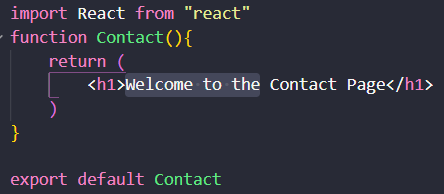 import React from "react"
function Contact(){
    return (
        <h1>Welcome to the Contact Page</h1>
    )
}

export default Contact